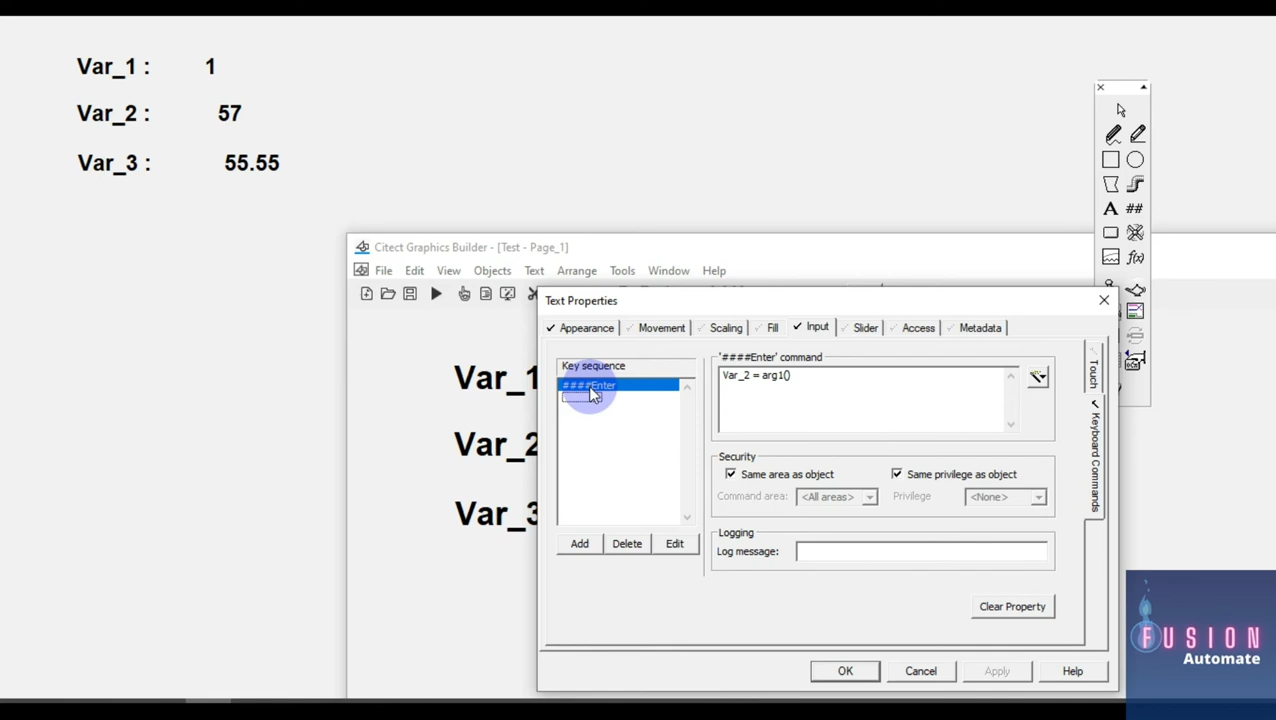 Var_1 : 1
Var_2 : 57
Var_3 : 55.55
Citect Graphics Builder - [Test - Page_1]
File Edit View Objects Text Arrange Tools Window Help
Text Properties
Appearance Movement Scaling Fill Input Slider Access Metadata
Key sequence
####Enter
'####Enter' command
Var_2 = arg1()
Touch
Keyboard Commands
Security
Same area as object
Same privilege as object
Command area: <All areas>
Privilege <None>
Logging
Log message:
Add Delete Edit
Clear Property
OK Cancel Apply Help
Var_1
Var_2
Var_3
A ##
f(x)
FUSION
Automate